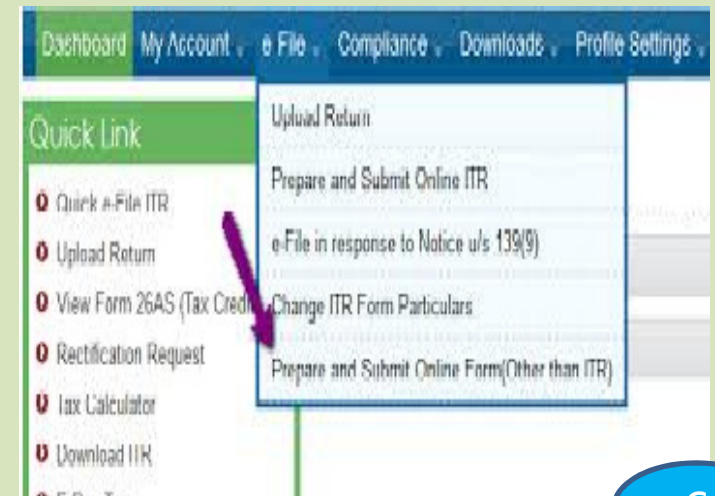 Dashboard My Account e File Compliance Downloads Profile Settings
Quick Link
Quick e-File ITR
Upload Return
View Form 26AS (Tax Credi
Rectification Request
Tax Calculator
Download ITR
Upload Return
Prepare and Submit Online ITR
e-File in response to Notice u/s 139(9)
Change ITR Form Particulars
Prepare and Submit Online Form(Other than ITR)